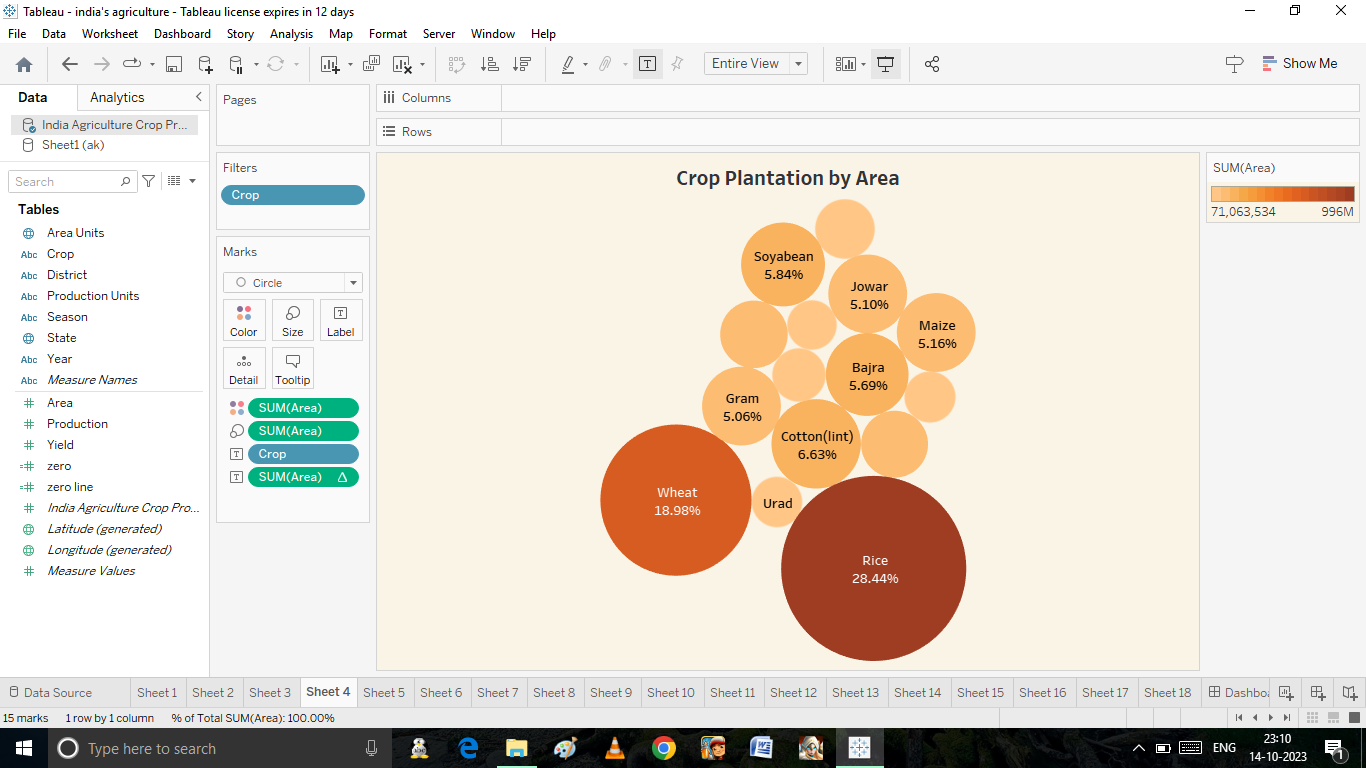 Tableau - india's agriculture - Tableau license expires in 12 days
File Data Worksheet Dashboard Story Analysis Map Format Server Window Help
Entire View
Show Me
Data Analytics
India Agriculture Crop Pr...
Sheet1 (ak)
Search
Tables
Area Units
Abc Crop
Abc District
Abc Production Units
Abc Season
State
Abc Year
Abc Measure Names
Area
Production
Yield
zero
zero line
India Agriculture Crop Pro...
Latitude (generated)
Longitude (generated)
Measure Values
Pages
Filters
Crop
Marks
Circle
Color Size Label
Detail Tooltip
SUM(Area)
SUM(Area)
Crop
SUM(Area)
Columns
Rows
Crop Plantation by Area
Soyabean
5.84%
Jowar
5.10%
Maize
5.16%
Bajra
5.69%
Gram
5.06%
Cotton(lint)
6.63%
Wheat
18.98%
Urad
Rice
28.44%
SUM(Area)
71,063,534 996M
Data Source Sheet 1 Sheet 2 Sheet 3 Sheet 4 Sheet 5 Sheet 6 Sheet 7 Sheet 8 Sheet 9 Sheet 10 Sheet 11 Sheet 12 Sheet 13 Sheet 14 Sheet 15 Sheet 16 Sheet 17 Sheet 18 Dashboa
15 marks 1 row by 1 column % of Total SUM(Area): 100.00%
Type here to search
ENG
23:10
14-10-2023
1